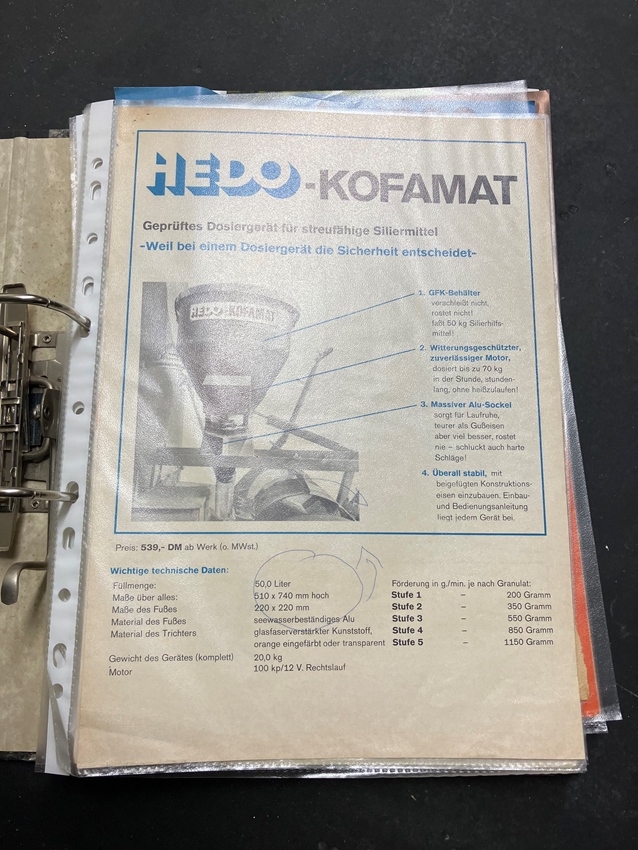 HEDO-KOFAMAT
Geprüftes Dosiergerät für streufähige Siliermittel
-Weil bei einem Dosiergerät die Sicherheit entscheidet-
HEDO-KOFAMAT
1. GFK-Behälter
verschleißt nicht,
rostet nicht!
faßt 50 kg Silierhilfs-
mittel!
2. Witterungsgeschützter,
zuverlässiger Motor,
dosiert bis zu 70 kg
in der Stunde, stunden-
lang, ohne heißzulaufen!
3. Massiver Alu-Sockel
sorgt für Laufruhe,
teurer als Gußeisen
aber viel besser, rostet
nie – schluckt auch harte
Schläge!
4. Überall stabil, mit
beigefügten Konstruktions-
eisen einzubauen. Einbau-
und Bedienungsanleitung
liegt jedem Gerät bei.
Preis: 539,- DM ab Werk (o. MWst.)
Wichtige technische Daten:
Füllmenge: 50,0 Liter
Maße über alles: 510 x 740 mm hoch
Maße des Fußes 220 x 220 mm
Material des Fußes seewasserbeständiges Alu
Material des Trichters glasfaserverstärkter Kunststoff,
orange eingefärbt oder transparent
Gewicht des Gerätes (komplett) 20,0 kg
Motor 100 kp/12 V. Rechtslauf
Förderung in g./min. je nach Granulat:
Stufe 1 – 200 Gramm
Stufe 2 – 350 Gramm
Stufe 3 – 550 Gramm
Stufe 4 – 850 Gramm
Stufe 5 – 1150 Gramm